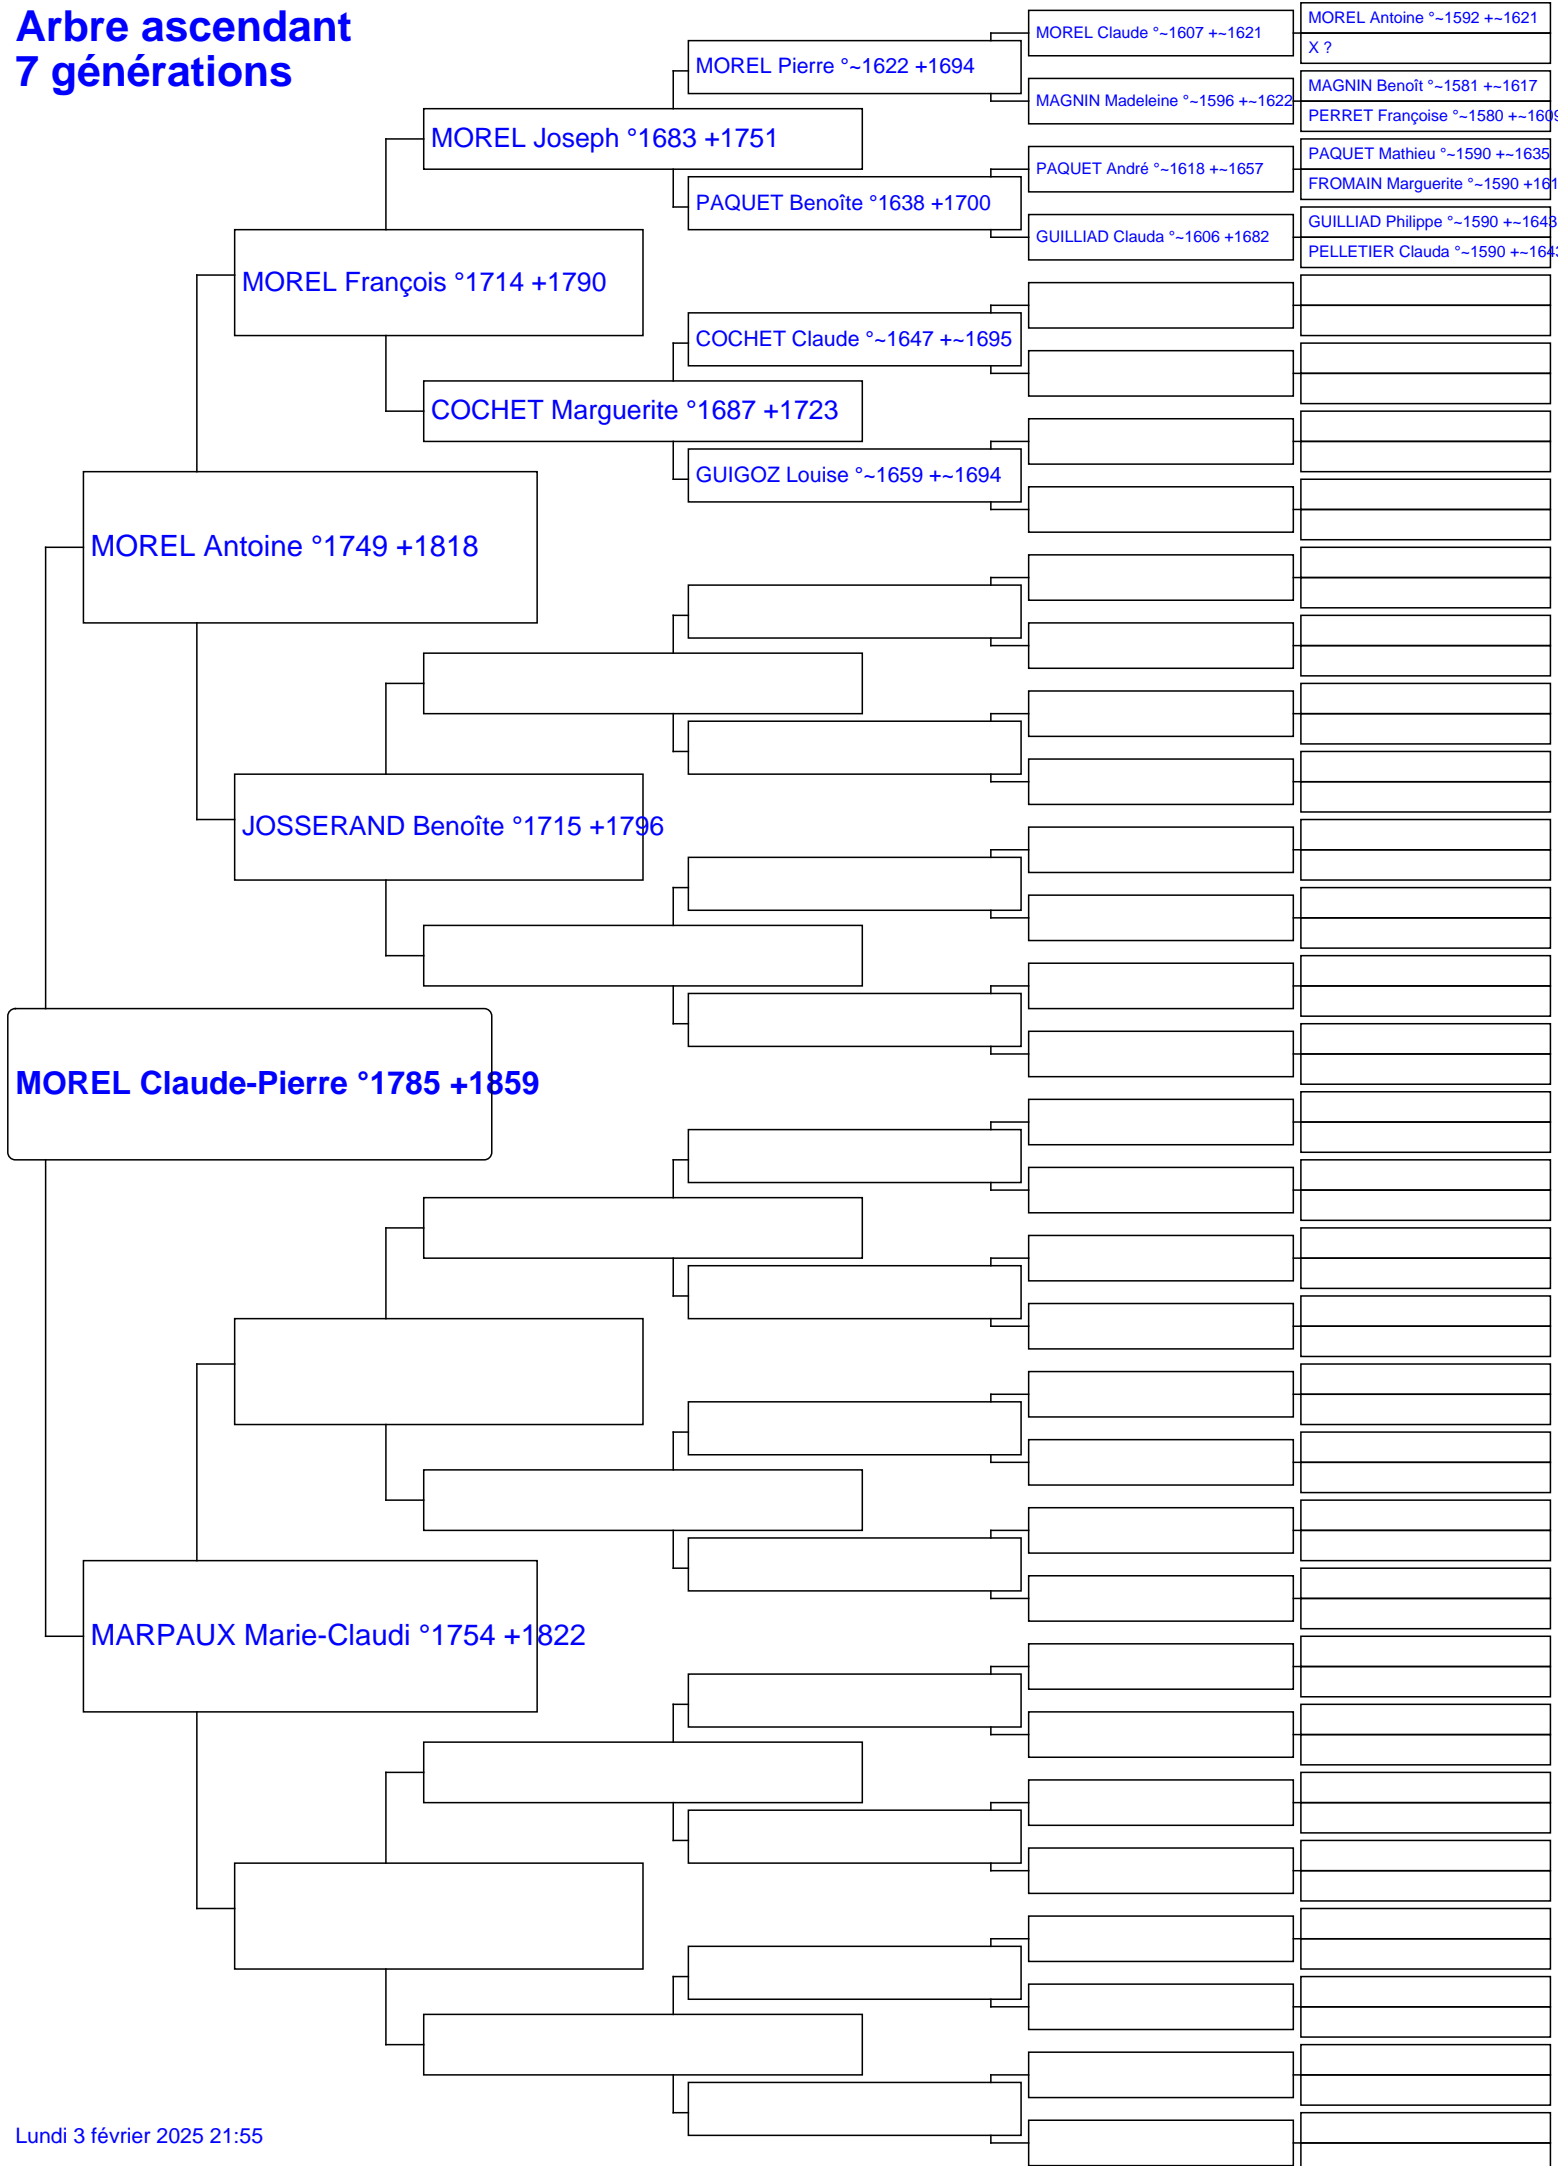 Arbre ascendant
7 générations
MOREL Claude-Pierre °1785 +1859
MOREL Antoine °1749 +1818
MARPAUX Marie-Claudi °1754 +1822
MOREL François °1714 +1790
JOSSERAND Benoîte °1715 +1796
MOREL Joseph °1683 +1751
COCHET Marguerite °1687 +1723
MOREL Pierre °~1622 +1694
PAQUET Benoîte °1638 +1700
COCHET Claude °~1647 +~1695
GUIGOZ Louise °~1659 +~1694
MOREL Claude °~1607 +~1621
MAGNIN Madeleine °~1596 +~1622
PAQUET André °~1618 +~1657
GUILLIAD Clauda °~1606 +1682
MOREL Antoine °~1592 +~1621
X ?
MAGNIN Benoît °~1581 +~1617
PERRET Françoise °~1580 +~1609
PAQUET Mathieu °~1590 +~1635
FROMAIN Marguerite °~1590 +161
GUILLIAD Philippe °~1590 +~1643
PELLETIER Clauda °~1590 +~1643
Lundi 3 février 2025 21:55